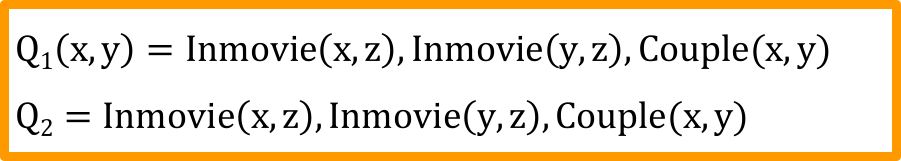 Q₁(x, y) = Inmovie(x, z), Inmovie(y, z), Couple(x, y)
Q₂ = Inmovie(x, z), Inmovie(y, z), Couple(x, y)